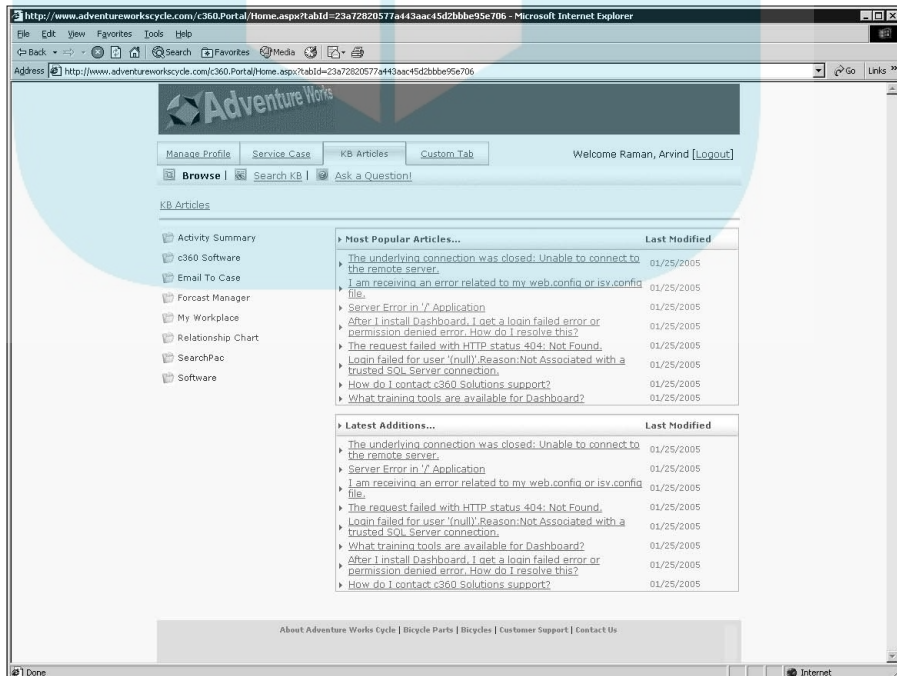 http://www.adventureworkscycle.com/c360.Portal/Home.aspx?tabId=23a72820577a443aac45d2bbbe95e706 - Microsoft Internet Explorer
File Edit View Favorites Tools Help
Back Search Favorites Media
Address http://www.adventureworkscycle.com/c360.Portal/Home.aspx?tabId=23a72820577a443aac45d2bbbe95e706 Go Links »
Adventure Works
Manage Profile Service Case KB Articles Custom Tab Welcome Raman, Arvind [Logout]
Browse | Search KB | Ask a Question!
KB Articles
Activity Summary
c360 Software
Email To Case
Forcast Manager
My Workplace
Relationship Chart
SearchPac
Software
Most Popular Articles... Last Modified
The underlying connection was closed: Unable to connect to
the remote server. 01/25/2005
I am receiving an error related to my web.config or isv.config
file. 01/25/2005
Server Error in '/' Application 01/25/2005
After I install Dashboard, I get a login failed error or
permission denied error. How do I resolve this? 01/25/2005
The request failed with HTTP status 404: Not Found. 01/25/2005
Login failed for user '(null)'.Reason:Not Associated with a
trusted SQL Server connection. 01/25/2005
How do I contact c360 Solutions support? 01/25/2005
What training tools are available for Dashboard? 01/25/2005
Latest Additions... Last Modified
The underlying connection was closed: Unable to connect to
the remote server. 01/25/2005
Server Error in '/' Application 01/25/2005
I am receiving an error related to my web.config or isv.config
file. 01/25/2005
The request failed with HTTP status 404: Not Found. 01/25/2005
Login failed for user '(null)'.Reason:Not Associated with a
trusted SQL Server connection. 01/25/2005
What training tools are available for Dashboard? 01/25/2005
After I install Dashboard, I get a login failed error or
permission denied error. How do I resolve this? 01/25/2005
How do I contact c360 Solutions support? 01/25/2005
About Adventure Works Cycle | Bicycle Parts | Bicycles | Customer Support | Contact Us
Done Internet